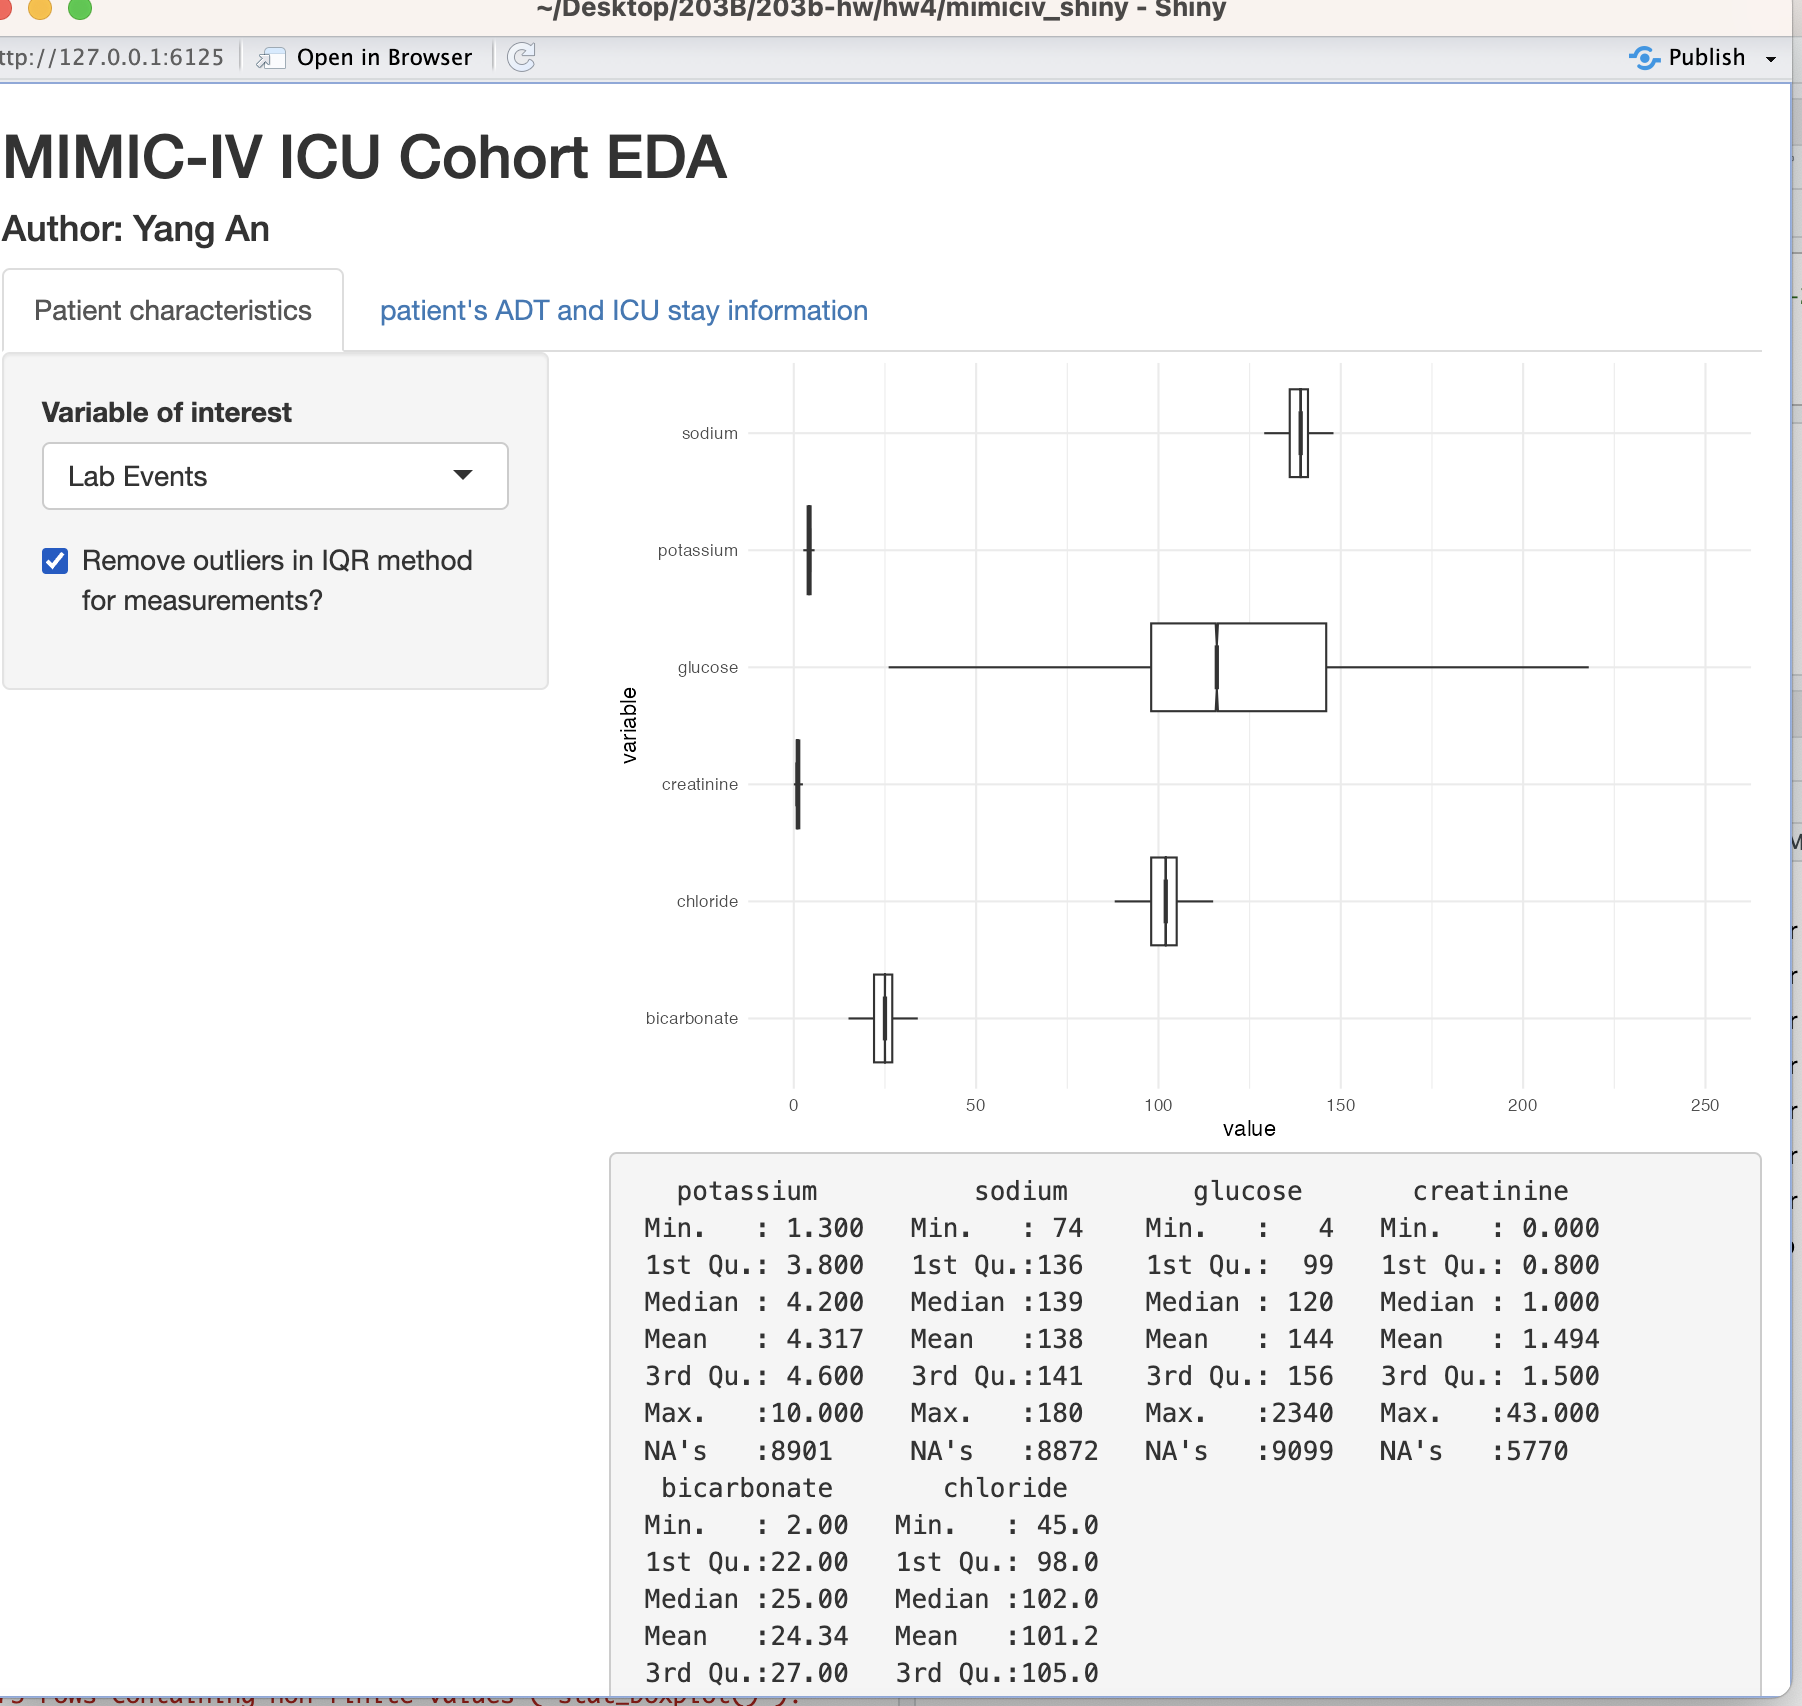 ~/Desktop/203B/203b-hw/hw4/mimiciv_shiny - Shiny
ttp://127.0.0.1:6125 Open in Browser Publish
MIMIC-IV ICU Cohort EDA
Author: Yang An
Patient characteristics patient's ADT and ICU stay information
Variable of interest
Lab Events
Remove outliers in IQR method
for measurements?
variable
sodium
potassium
glucose
creatinine
chloride
bicarbonate
0 50 100 150 200 250
value
potassium sodium glucose creatinine
Min. : 1.300 Min. : 74 Min. : 4 Min. : 0.000
1st Qu.: 3.800 1st Qu.:136 1st Qu.: 99 1st Qu.: 0.800
Median : 4.200 Median :139 Median : 120 Median : 1.000
Mean : 4.317 Mean :138 Mean : 144 Mean : 1.494
3rd Qu.: 4.600 3rd Qu.:141 3rd Qu.: 156 3rd Qu.: 1.500
Max. :10.000 Max. :180 Max. :2340 Max. :43.000
NA's :8901 NA's :8872 NA's :9099 NA's :5770
bicarbonate chloride
Min. : 2.00 Min. : 45.0
1st Qu.:22.00 1st Qu.: 98.0
Median :25.00 Median :102.0
Mean :24.34 Mean :101.2
3rd Qu.:27.00 3rd Qu.:105.0
rows containing non-finite values (`stat_boxplot()`).